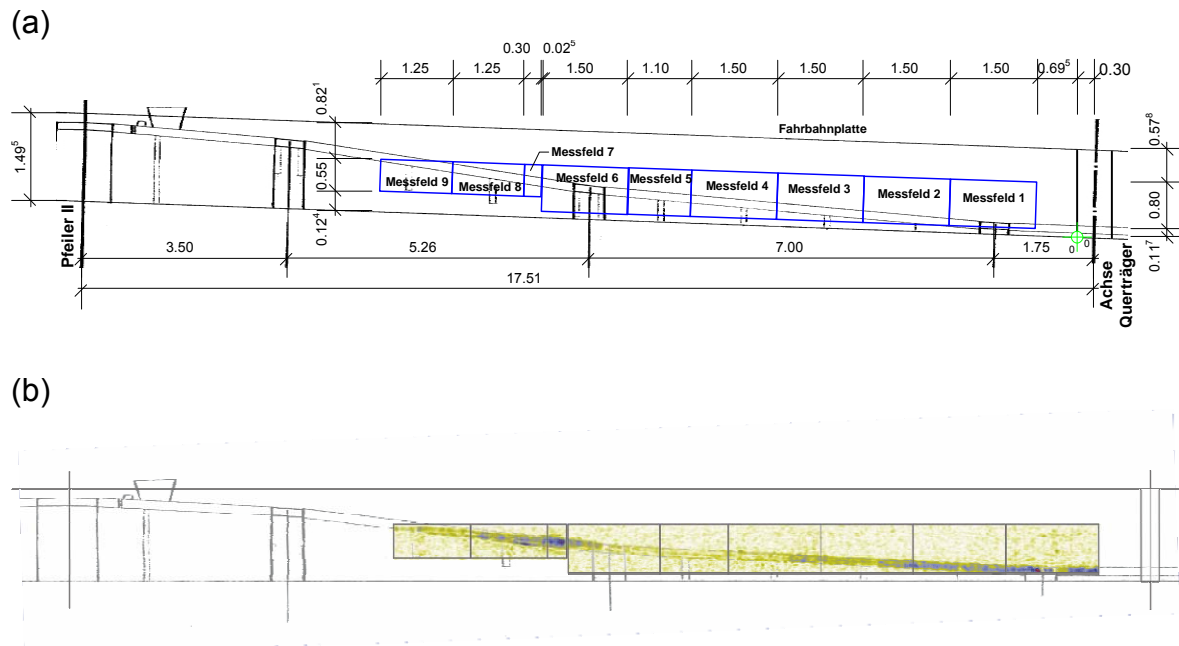 (a)
0.30 0.02⁵
1.25 1.25 1.50 1.10 1.50 1.50 1.50 1.50 0.69⁵ 0.30
0.82¹
Fahrbahnplatte
0.57⁸
1.49⁵
Messfeld 7
0.55
Messfeld 9 Messfeld 8 Messfeld 6 Messfeld 5 Messfeld 4 Messfeld 3 Messfeld 2 Messfeld 1
0.80
0.12⁴
0 0
0.11⁷
Pfeiler II
3.50 5.26 7.00 1.75
17.51
Achse
Querträger
(b)